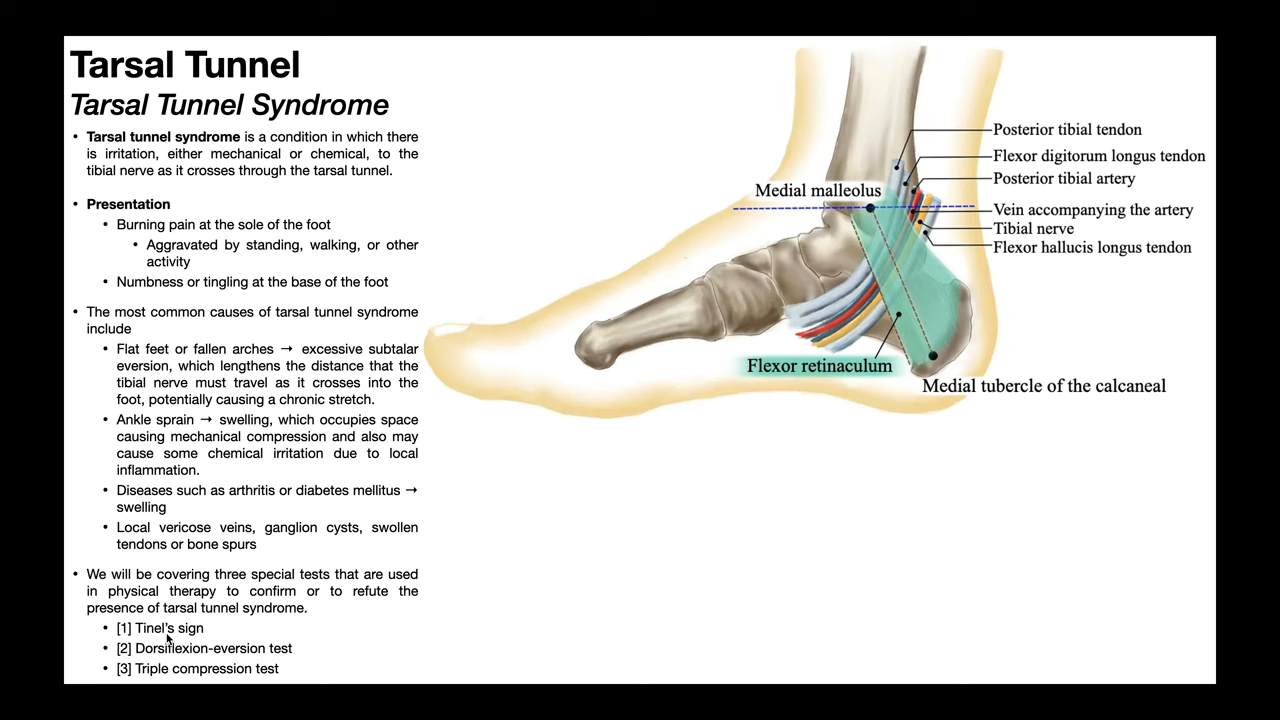 Tarsal Tunnel
Tarsal Tunnel Syndrome
• Tarsal tunnel syndrome is a condition in which there
is irritation, either mechanical or chemical, to the
tibial nerve as it crosses through the tarsal tunnel.
• Presentation
• Burning pain at the sole of the foot
• Aggravated by standing, walking, or other
activity
• Numbness or tingling at the base of the foot
• The most common causes of tarsal tunnel syndrome
include
• Flat feet or fallen arches → excessive subtalar
eversion, which lengthens the distance that the
tibial nerve must travel as it crosses into the
foot, potentially causing a chronic stretch.
• Ankle sprain → swelling, which occupies space
causing mechanical compression and also may
cause some chemical irritation due to local
inflammation.
• Diseases such as arthritis or diabetes mellitus →
swelling
• Local vericose veins, ganglion cysts, swollen
tendons or bone spurs
• We will be covering three special tests that are used
in physical therapy to confirm or to refute the
presence of tarsal tunnel syndrome.
• [1] Tinel's sign
• [2] Dorsiflexion-eversion test
• [3] Triple compression test
Posterior tibial tendon
Flexor digitorum longus tendon
Posterior tibial artery
Medial malleolus
Vein accompanying the artery
Tibial nerve
Flexor hallucis longus tendon
Flexor retinaculum
Medial tubercle of the calcaneal